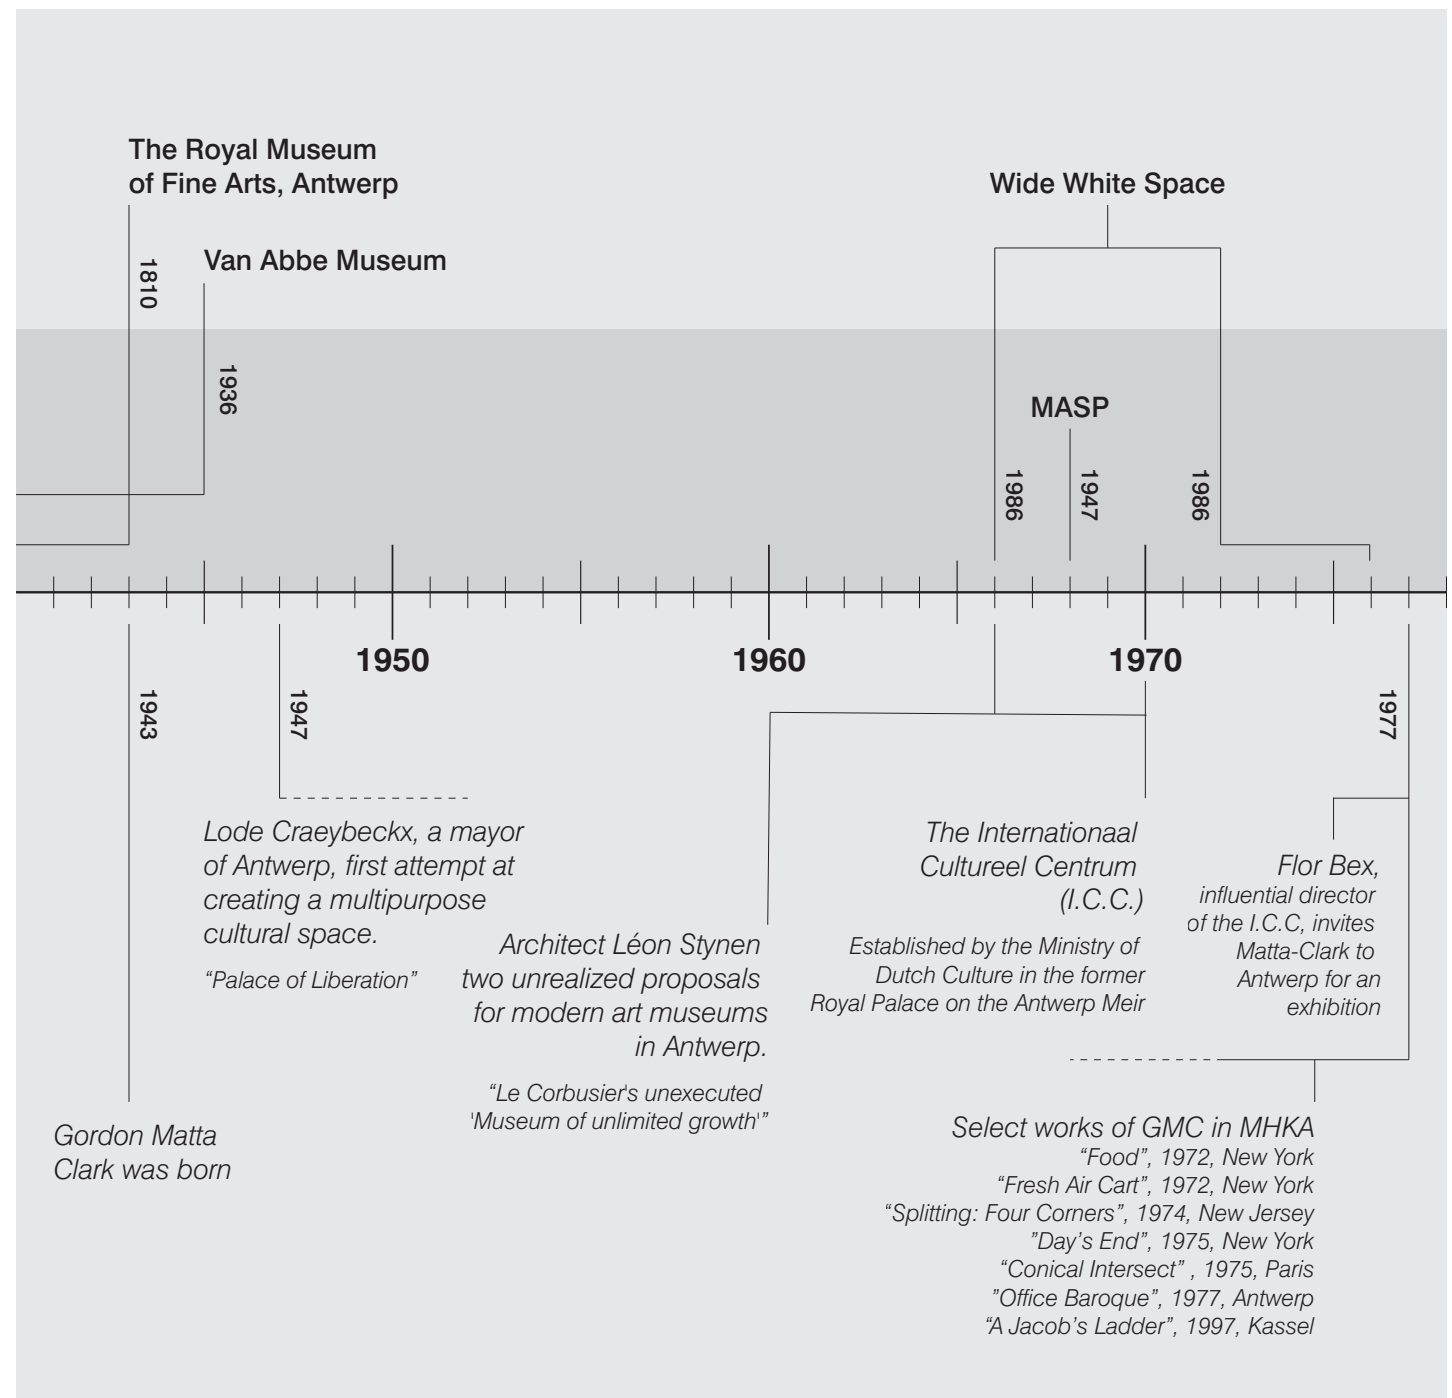 The Royal Museum
of Fine Arts, Antwerp
1810
Van Abbe Museum
1936
Wide White Space
MASP
1986
1947
1986
1950
1960
1970
1943
1947
1977
Lode Craeybeckx, a mayor
of Antwerp, first attempt at
creating a multipurpose
cultural space.
“Palace of Liberation”
Architect Léon Stynen
two unrealized proposals
for modern art museums
in Antwerp.
“Le Corbusier's unexecuted
'Museum of unlimited growth'”
The Internationaal
Cultureel Centrum
(I.C.C.)
Established by the Ministry of
Dutch Culture in the former
Royal Palace on the Antwerp Meir
Flor Bex,
influential director
of the I.C.C, invites
Matta-Clark to
Antwerp for an
exhibition
Gordon Matta
Clark was born
Select works of GMC in MHKA
“Food”, 1972, New York
“Fresh Air Cart”, 1972, New York
“Splitting: Four Corners”, 1974, New Jersey
”Day’s End”, 1975, New York
“Conical Intersect” , 1975, Paris
”Office Baroque”, 1977, Antwerp
“A Jacob’s Ladder”, 1997, Kassel